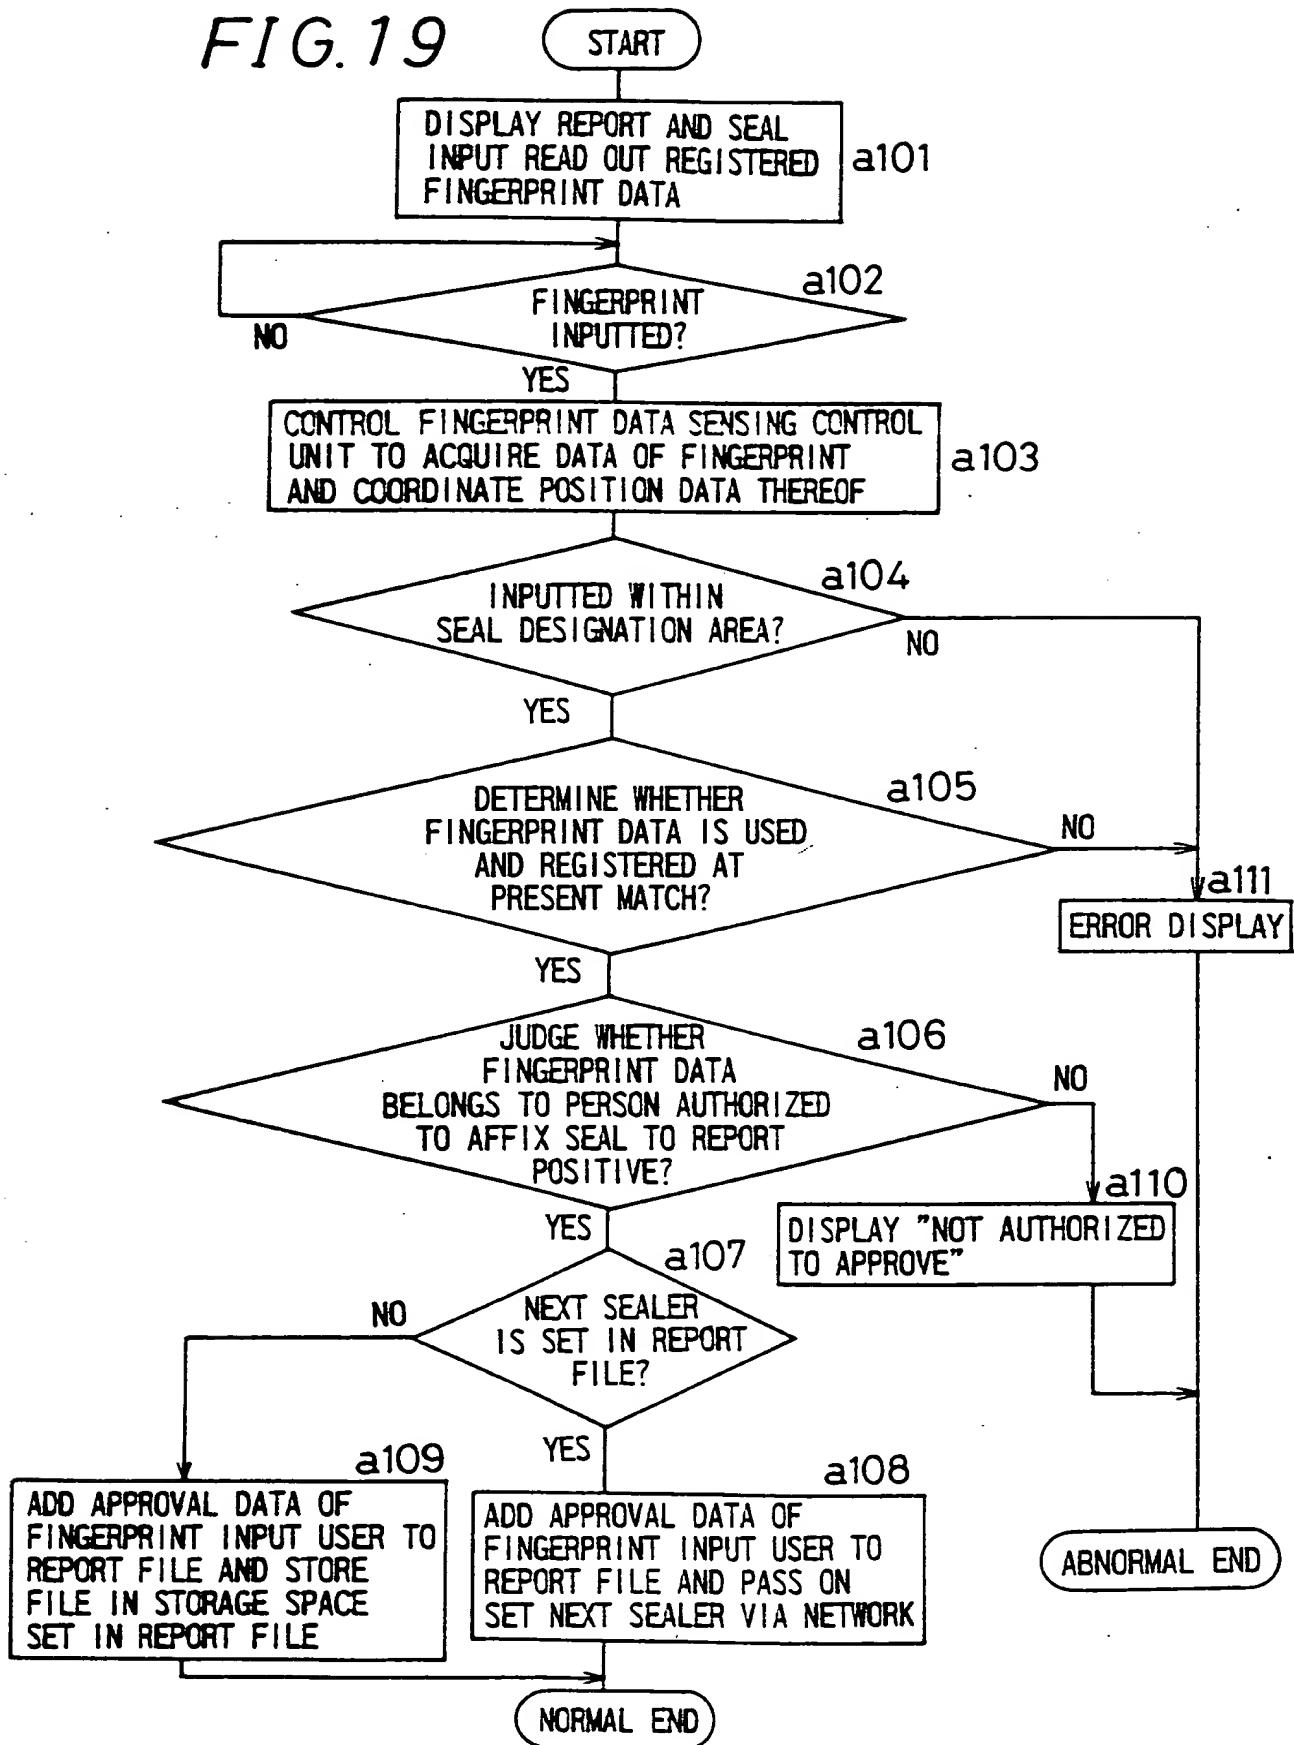 FIG.19
START
DISPLAY REPORT AND SEAL
INPUT READ OUT REGISTERED
FINGERPRINT DATA
a101
a102
FINGERPRINT
INPUTTED?
NO
YES
CONTROL FINGERPRINT DATA SENSING CONTROL
UNIT TO ACQUIRE DATA OF FINGERPRINT
AND COORDINATE POSITION DATA THEREOF
a103
a104
INPUTTED WITHIN
SEAL DESIGNATION AREA?
NO
YES
a105
DETERMINE WHETHER
FINGERPRINT DATA IS USED
AND REGISTERED AT
PRESENT MATCH?
NO
YES
a111
ERROR DISPLAY
a106
JUDGE WHETHER
FINGERPRINT DATA
BELONGS TO PERSON AUTHORIZED
TO AFFIX SEAL TO REPORT
POSITIVE?
NO
YES
a110
DISPLAY "NOT AUTHORIZED
TO APPROVE"
a107
NEXT SEALER
IS SET IN REPORT
FILE?
NO
YES
a109
ADD APPROVAL DATA OF
FINGERPRINT INPUT USER TO
REPORT FILE AND STORE
FILE IN STORAGE SPACE
SET IN REPORT FILE
a108
ADD APPROVAL DATA OF
FINGERPRINT INPUT USER TO
REPORT FILE AND PASS ON
SET NEXT SEALER VIA NETWORK
ABNORMAL END
NORMAL END